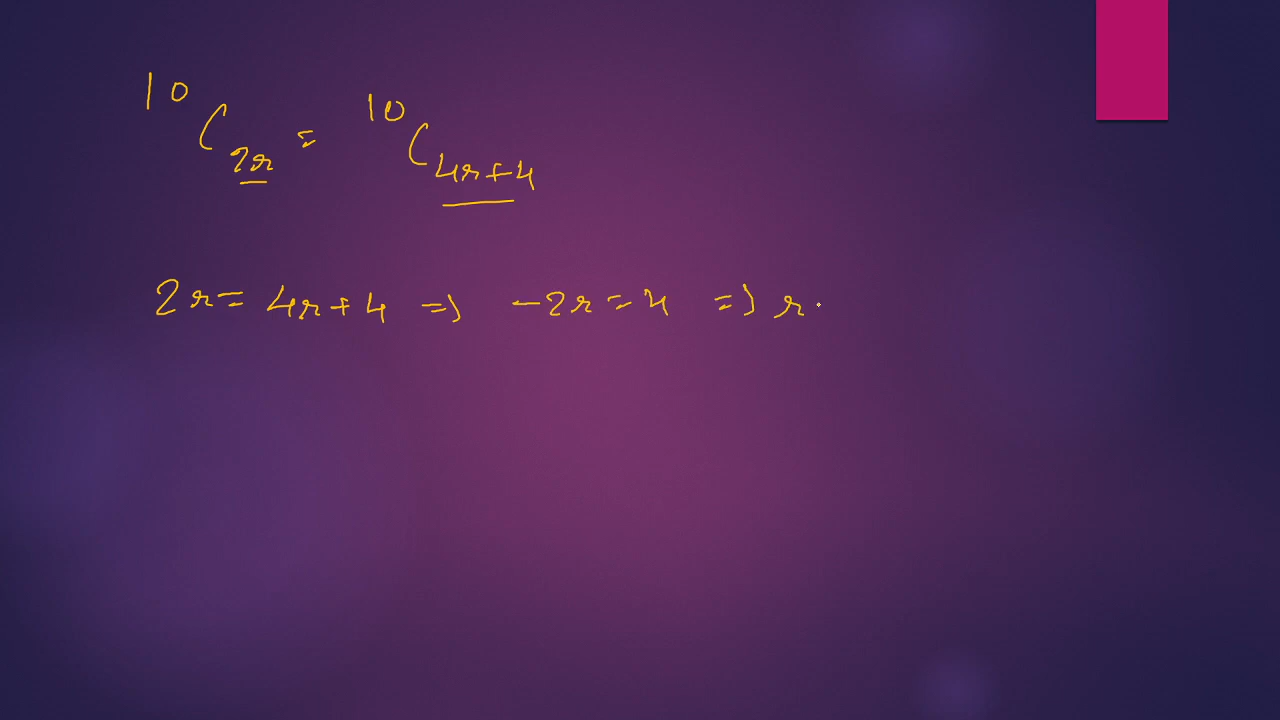 ¹⁰C₂ᵣ = ¹⁰C₄ᵣ₊₄
2r = 4r + 4 ⇒ -2r = 4 ⇒ r